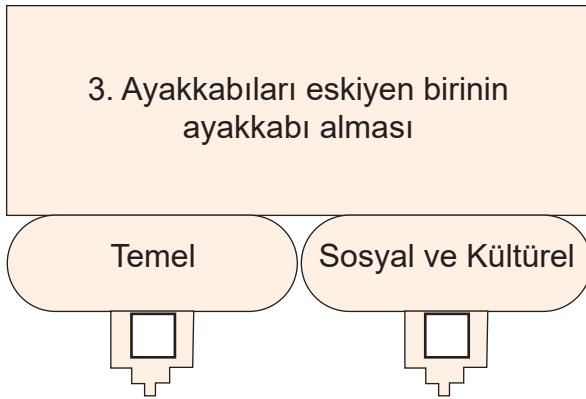 3. Ayakkabıları eskiyen birinin
ayakkabı alması
Temel
Sosyal ve Kültürel